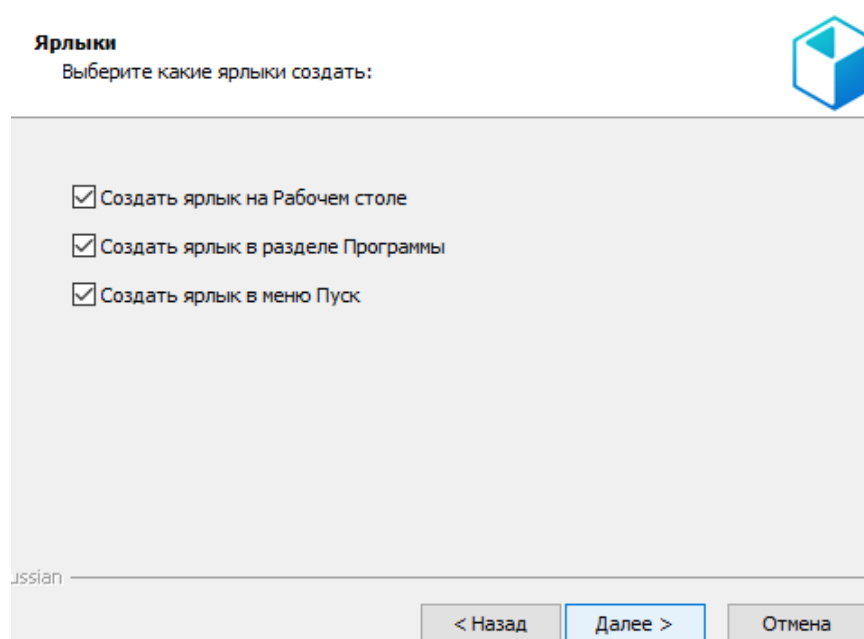 Ярлыки
Выберите какие ярлыки создать:
Создать ярлык на Рабочем столе
Создать ярлык в разделе Программы
Создать ярлык в меню Пуск
ussian
< Назад
Далее >
Отмена